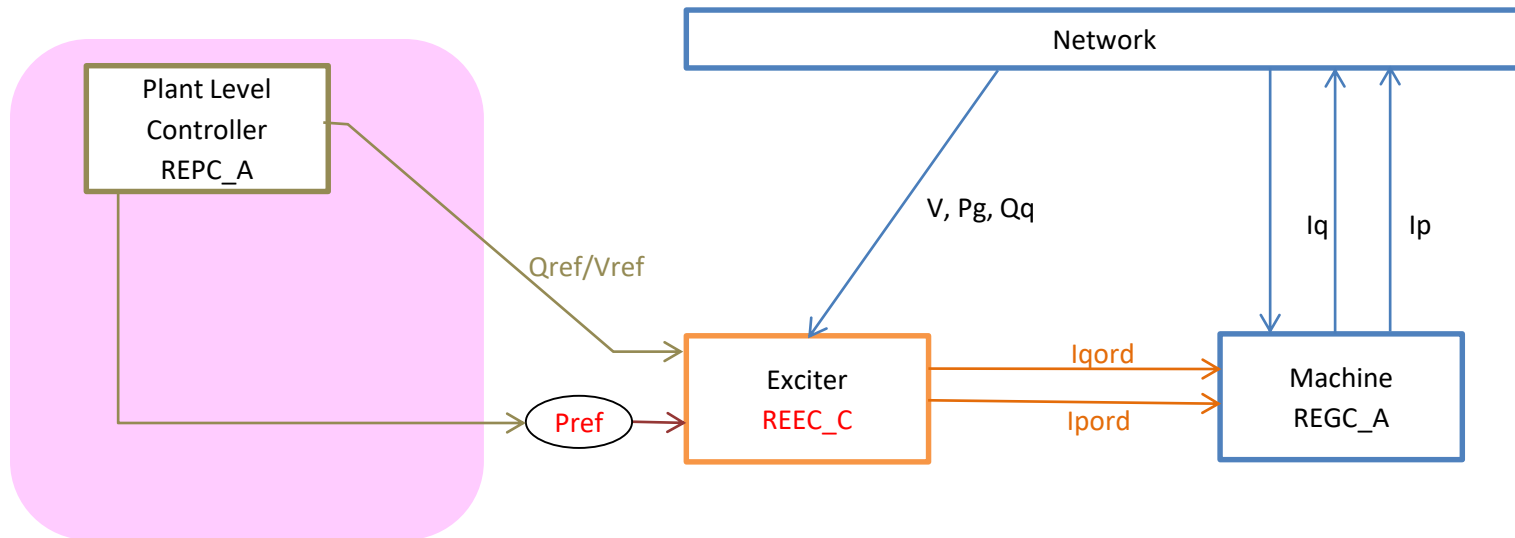 Network
Plant Level
Controller
REPC_A
V, Pg, Qq
Iq
Ip
Qref/Vref
Exciter
REEC_C
Iqord
Ipord
Machine
REGC_A
Pref